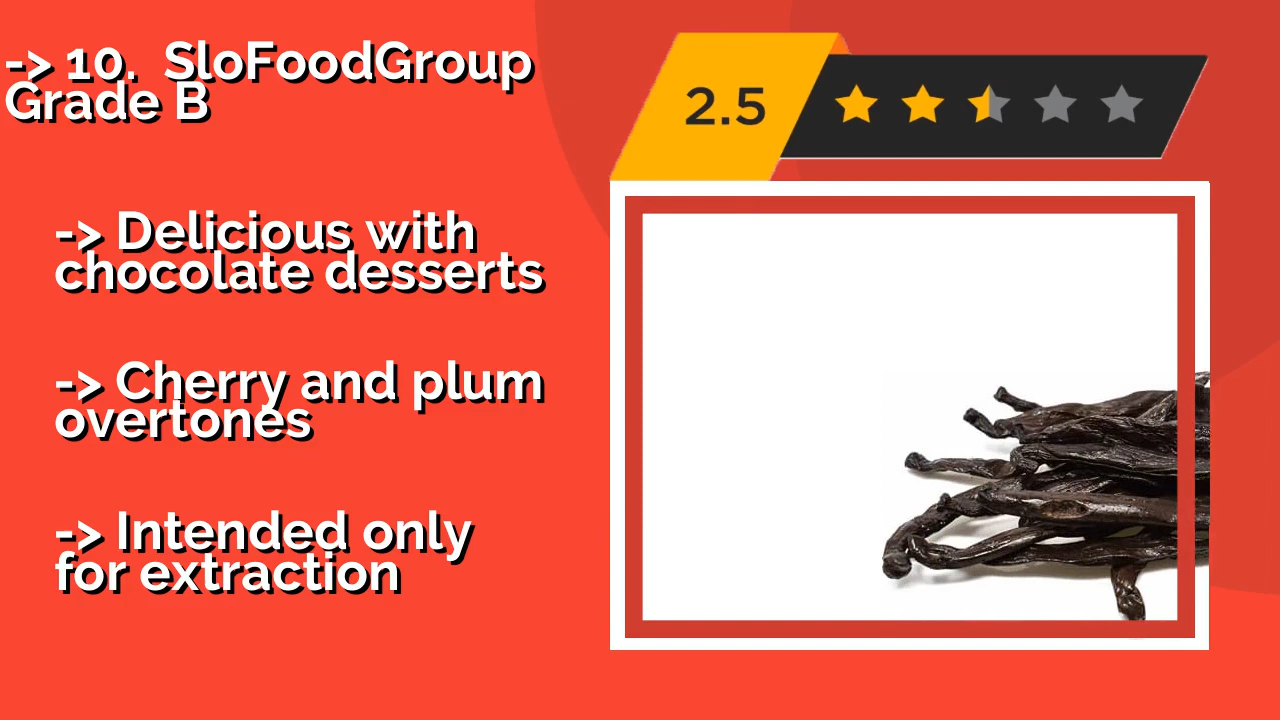 -> 10.  SloFoodGroup
Grade B
2.5
-> Delicious with
chocolate desserts
-> Cherry and plum
overtones
-> Intended only
for extraction